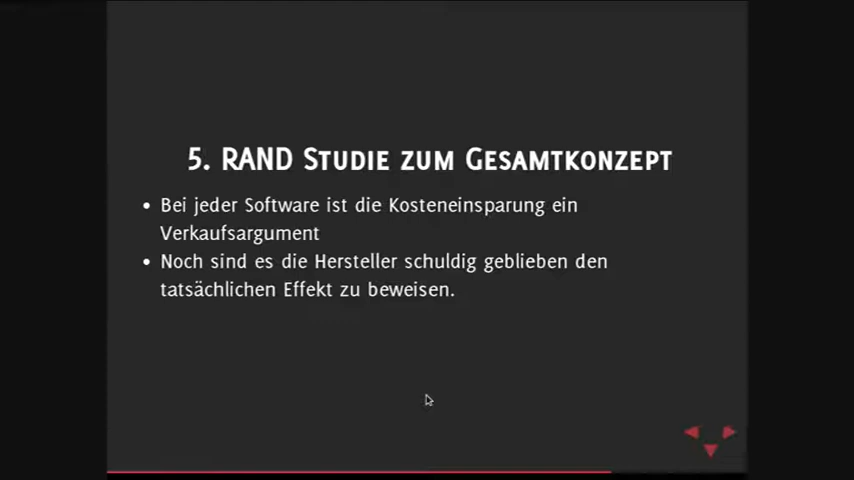 5. RAND Studie zum Gesamtkonzept
• Bei jeder Software ist die Kosteneinsparung ein
Verkaufsargument
• Noch sind es die Hersteller schuldig geblieben den
tatsächlichen Effekt zu beweisen.